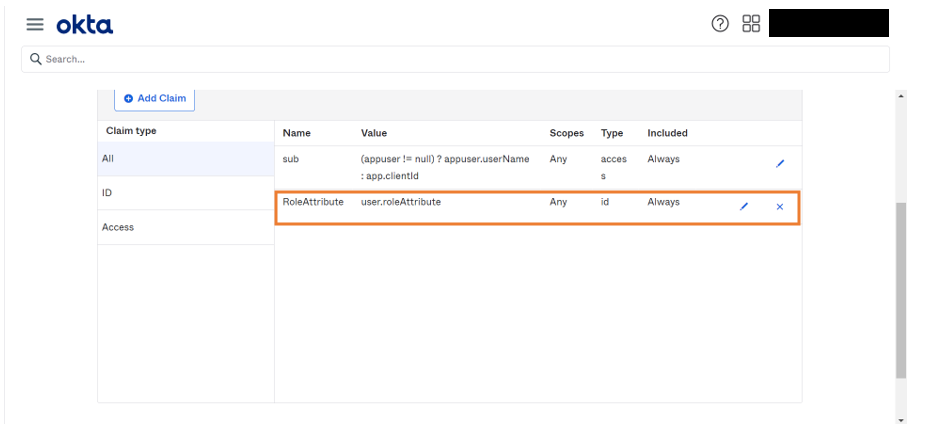 okta
Search...
Add Claim
Claim type
Name Value Scopes Type Included
All
sub (appuser != null) ? appuser.userName Any acces Always
: app.clientId s
ID
RoleAttribute user.roleAttribute Any id Always
Access